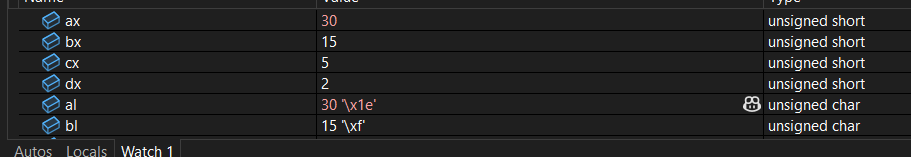 Name Value Type
ax 30 unsigned short
bx 15 unsigned short
cx 5 unsigned short
dx 2 unsigned short
al 30 '\x1e' unsigned char
bl 15 '\xf' unsigned char
Autos Locals Watch 1